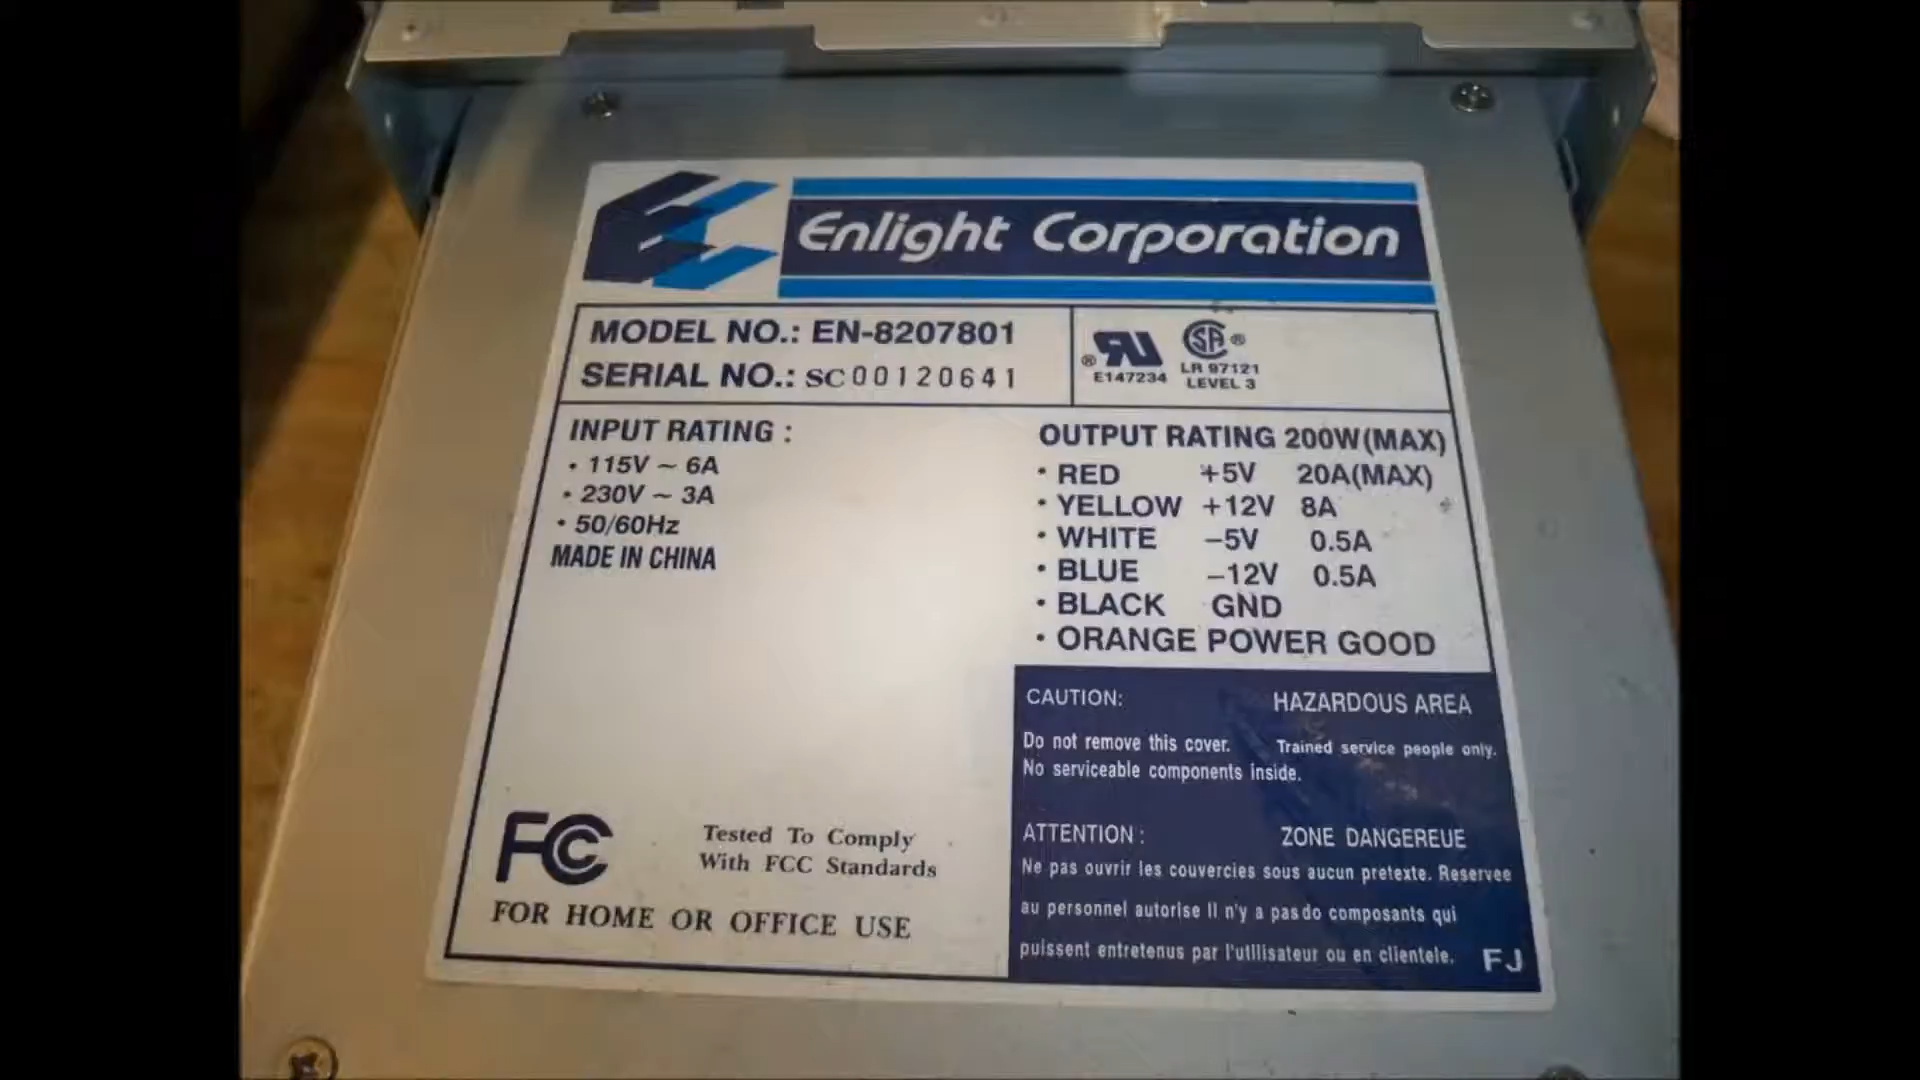 Enlight Corporation
MODEL NO.: EN-8207801
SERIAL NO.: SC00120641
E147234
LR 97121
LEVEL 3
INPUT RATING :
• 115V ~ 6A
• 230V ~ 3A
• 50/60Hz
MADE IN CHINA
OUTPUT RATING 200W(MAX)
• RED +5V 20A(MAX)
• YELLOW +12V 8A
• WHITE –5V 0.5A
• BLUE –12V 0.5A
• BLACK GND
• ORANGE POWER GOOD
CAUTION: HAZARDOUS AREA
Do not remove this cover. Trained service people only.
No serviceable components inside.
ATTENTION : ZONE DANGEREUE
Ne pas ouvrir les couvercies sous aucun pretexte. Reservee
au personnel autorise Il n'y a pas do composants qui
puissent entretenus par l'utllisateur ou en clientele. FJ
FC
Tested To Comply
With FCC Standards
FOR HOME OR OFFICE USE